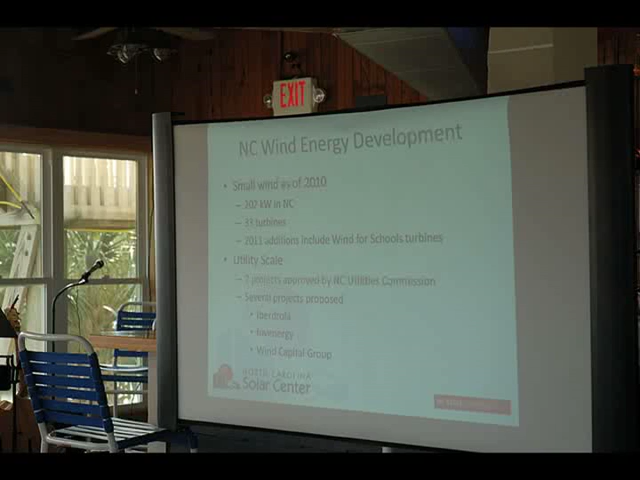 EXIT
NC Wind Energy Development
• Small wind as of 2010
– 202 kW in NC
– 33 turbines
– 2011 additions include Wind for Schools turbines
• Utility Scale
– 2 projects approved by NC Utilities Commission
– Several projects proposed
• Iberdrola
• Invenergy
• Wind Capital Group
NORTH CAROLINA
Solar Center